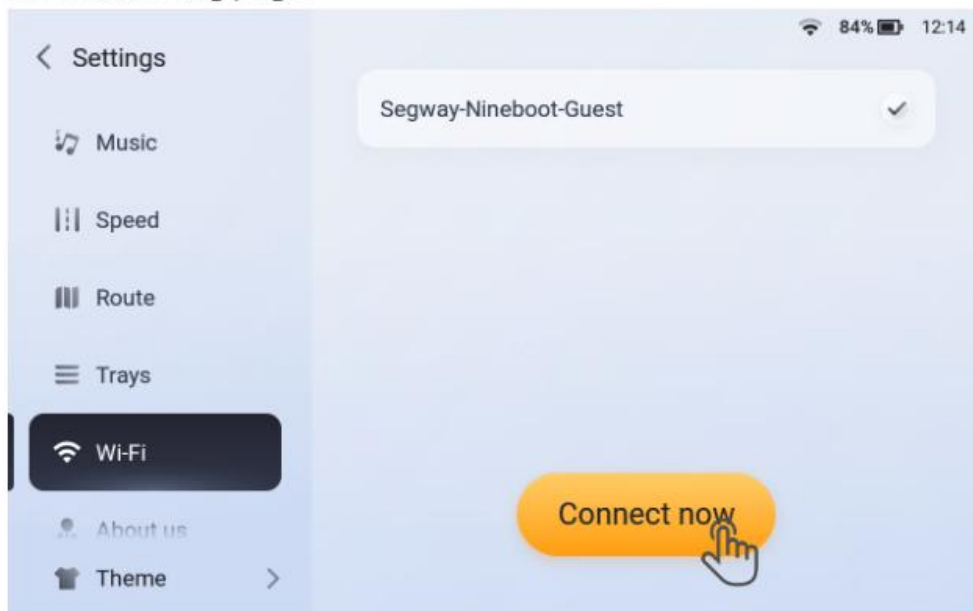 84% 12:14
Settings
Segway-Nineboot-Guest
Music
Speed
Route
Trays
Wi-Fi
About us
Connect now
Theme